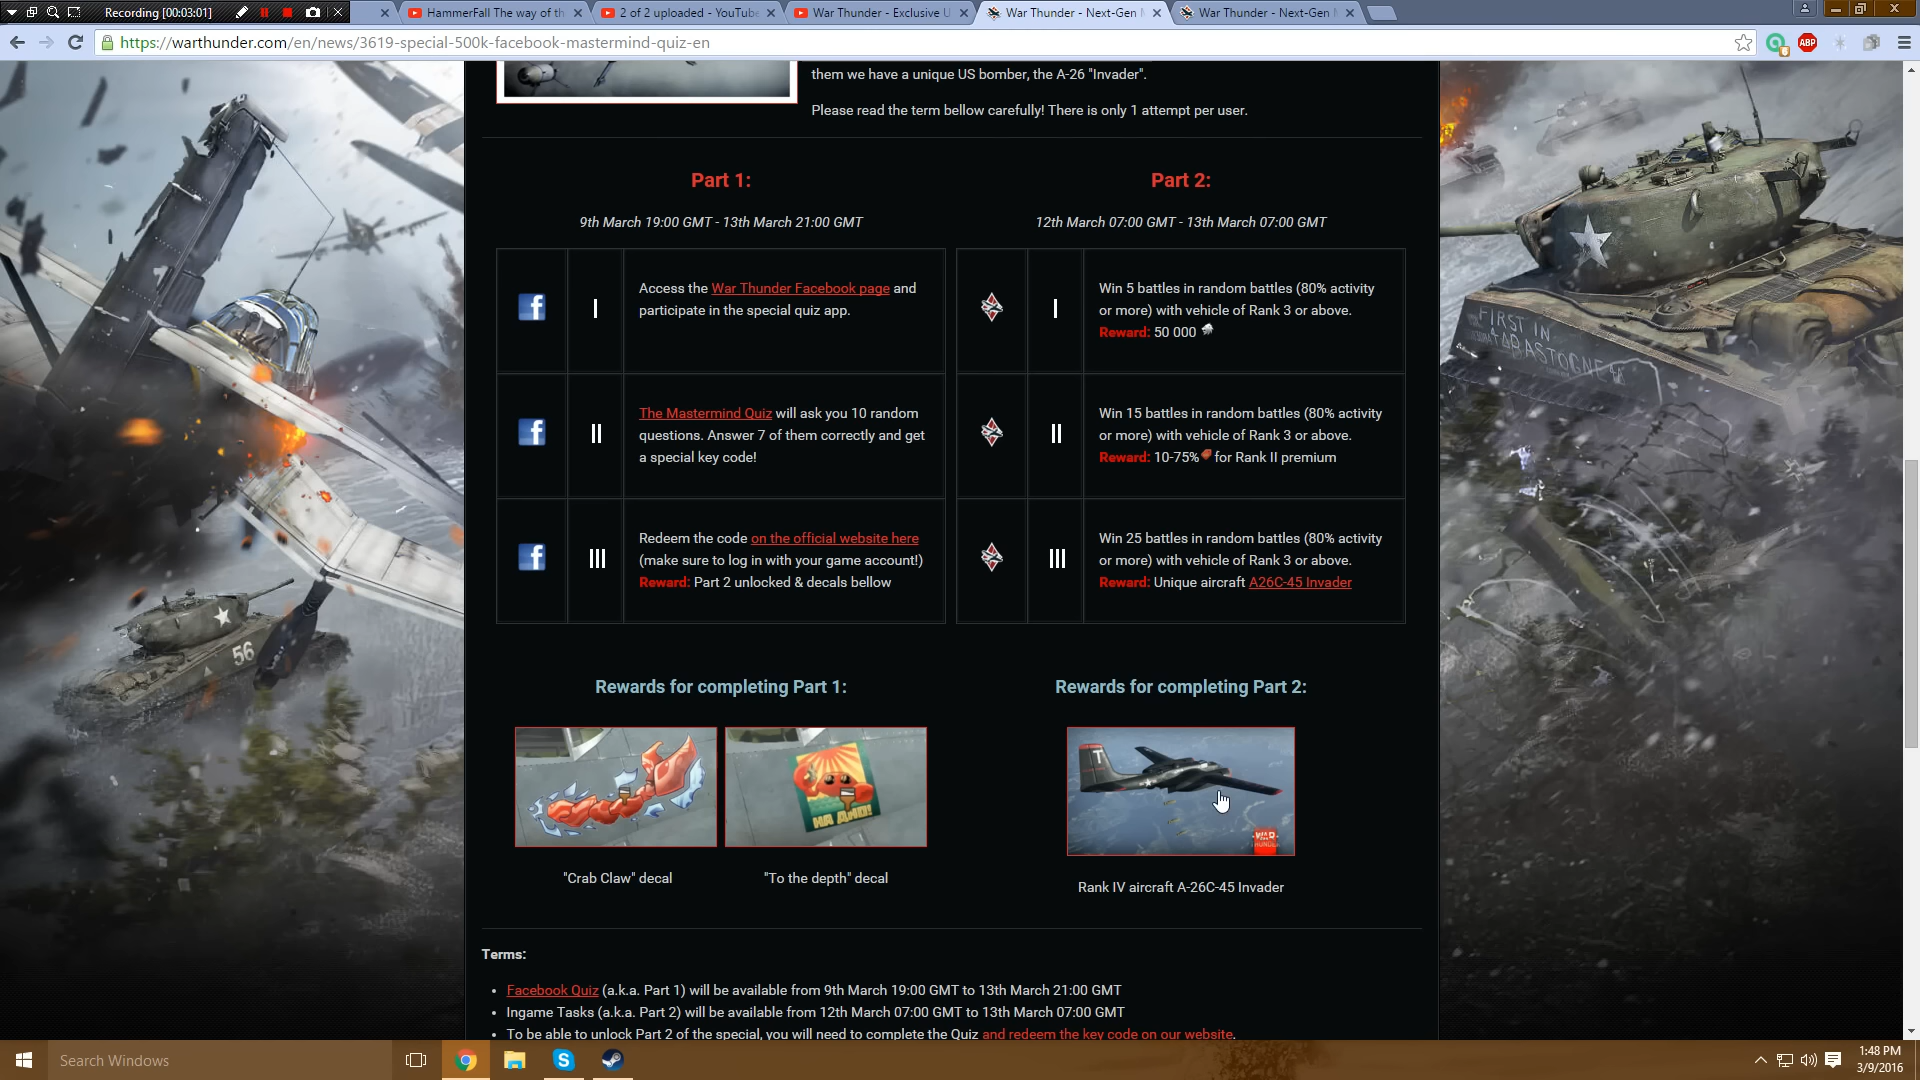 Recording [00:03:01]
HammerFall The way of th
2 of 2 uploaded - YouTube
War Thunder - Exclusive U
War Thunder - Next-Gen M
War Thunder - Next-Gen M
https://warthunder.com/en/news/3619-special-500k-facebook-mastermind-quiz-en
ABP
them we have a unique US bomber, the A-26 "Invader".
Please read the term bellow carefully! There is only 1 attempt per user.
Part 1:
9th March 19:00 GMT - 13th March 21:00 GMT
I
Access the War Thunder Facebook page and
participate in the special quiz app.
II
The Mastermind Quiz will ask you 10 random
questions. Answer 7 of them correctly and get
a special key code!
III
Redeem the code on the official website here
(make sure to log in with your game account!)
Reward: Part 2 unlocked & decals bellow
Part 2:
12th March 07:00 GMT - 13th March 07:00 GMT
I
Win 5 battles in random battles (80% activity
or more) with vehicle of Rank 3 or above.
Reward: 50 000
II
Win 15 battles in random battles (80% activity
or more) with vehicle of Rank 3 or above.
Reward: 10-75% for Rank II premium
III
Win 25 battles in random battles (80% activity
or more) with vehicle of Rank 3 or above.
Reward: Unique aircraft A26C-45 Invader
Rewards for completing Part 1:
НА ДНО!
"Crab Claw" decal
"To the depth" decal
Rewards for completing Part 2:
T
WAR
THUNDER
Rank IV aircraft A-26C-45 Invader
Terms:
• Facebook Quiz (a.k.a. Part 1) will be available from 9th March 19:00 GMT to 13th March 21:00 GMT
• Ingame Tasks (a.k.a. Part 2) will be available from 12th March 07:00 GMT to 13th March 07:00 GMT
• To be able to unlock Part 2 of the special, you will need to complete the Quiz and redeem the key code on our website.
56
FIRST IN
BASTOGNE
Search Windows
1:48 PM
3/9/2016